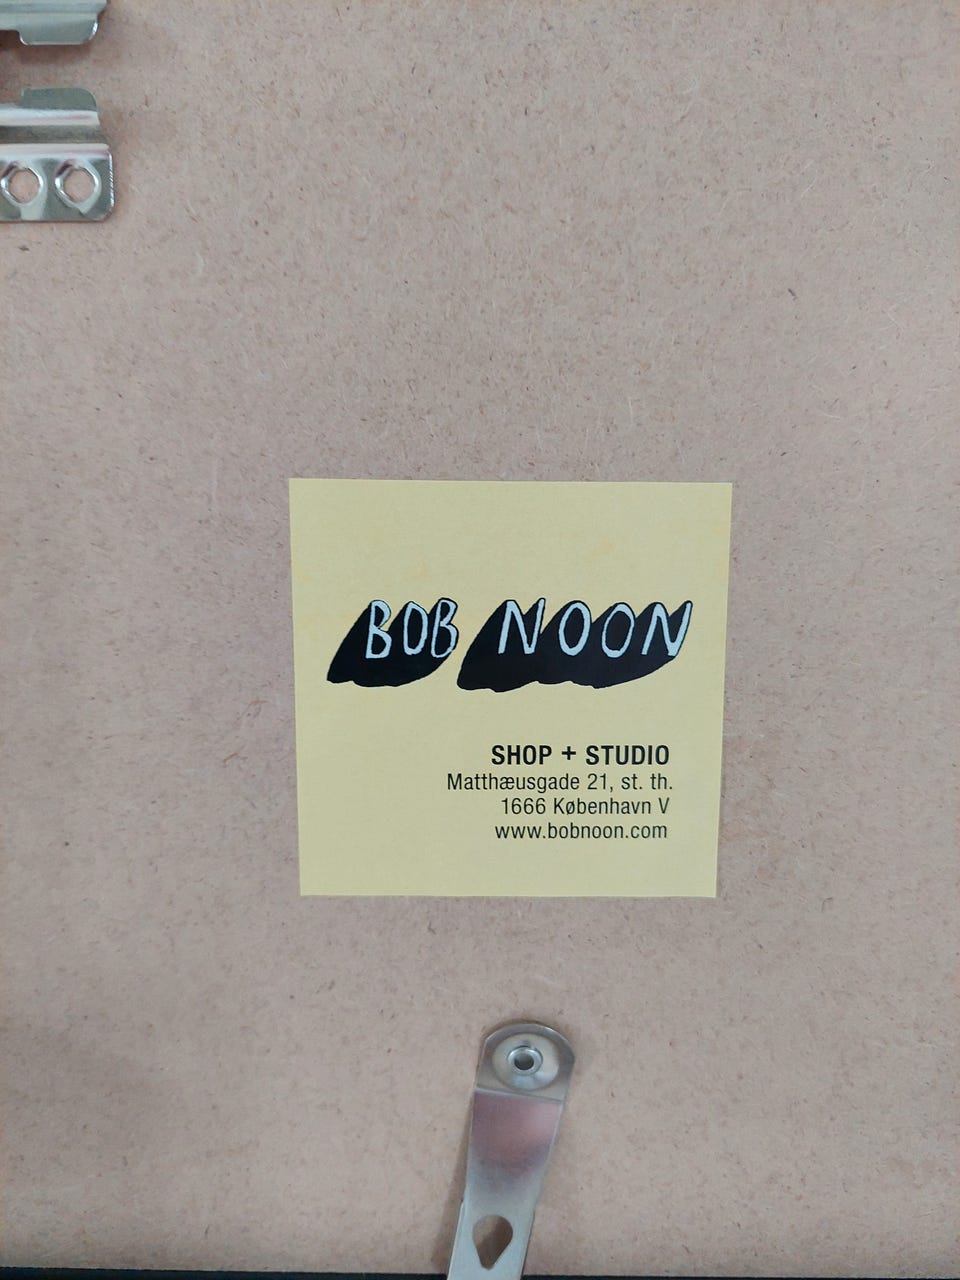 BOB NOON
SHOP + STUDIO
Matthæusgade 21, st. th.
1666 København V
www.bobnoon.com